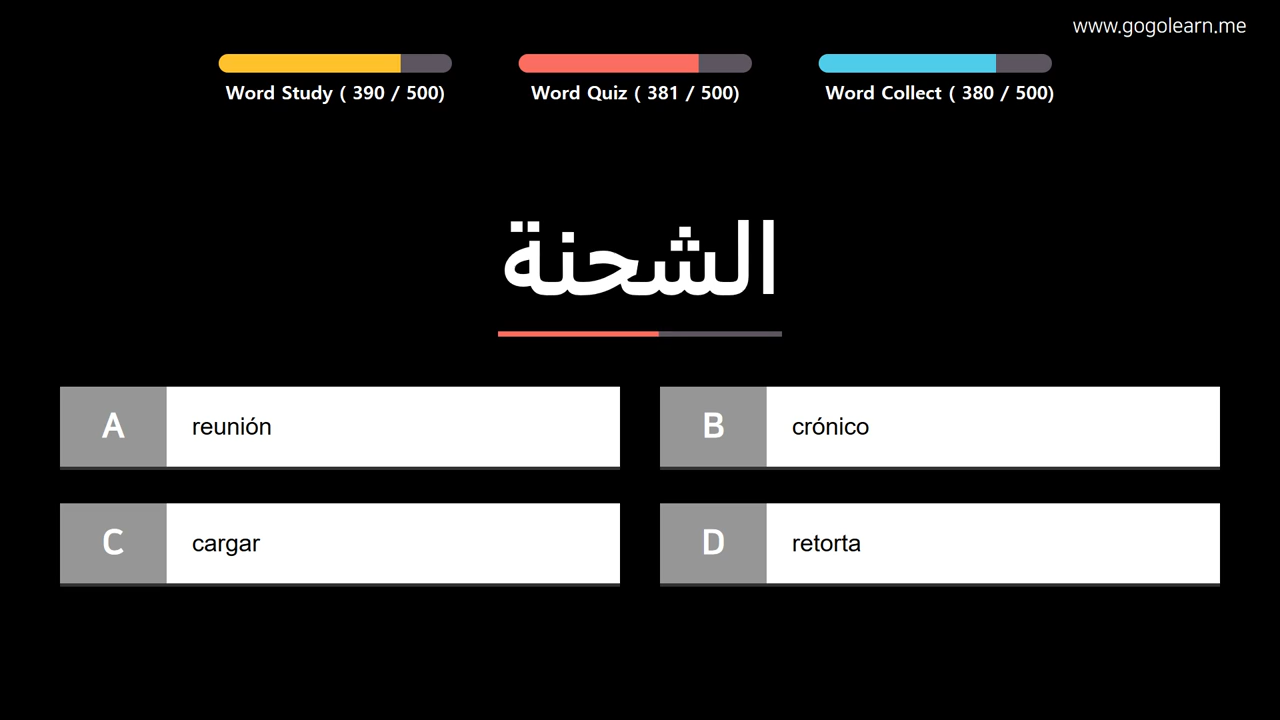 www.gogolearn.me
Word Study ( 390 / 500)
Word Quiz ( 381 / 500)
Word Collect ( 380 / 500)
الشحنة
A
reunión
B
crónico
C
cargar
D
retorta